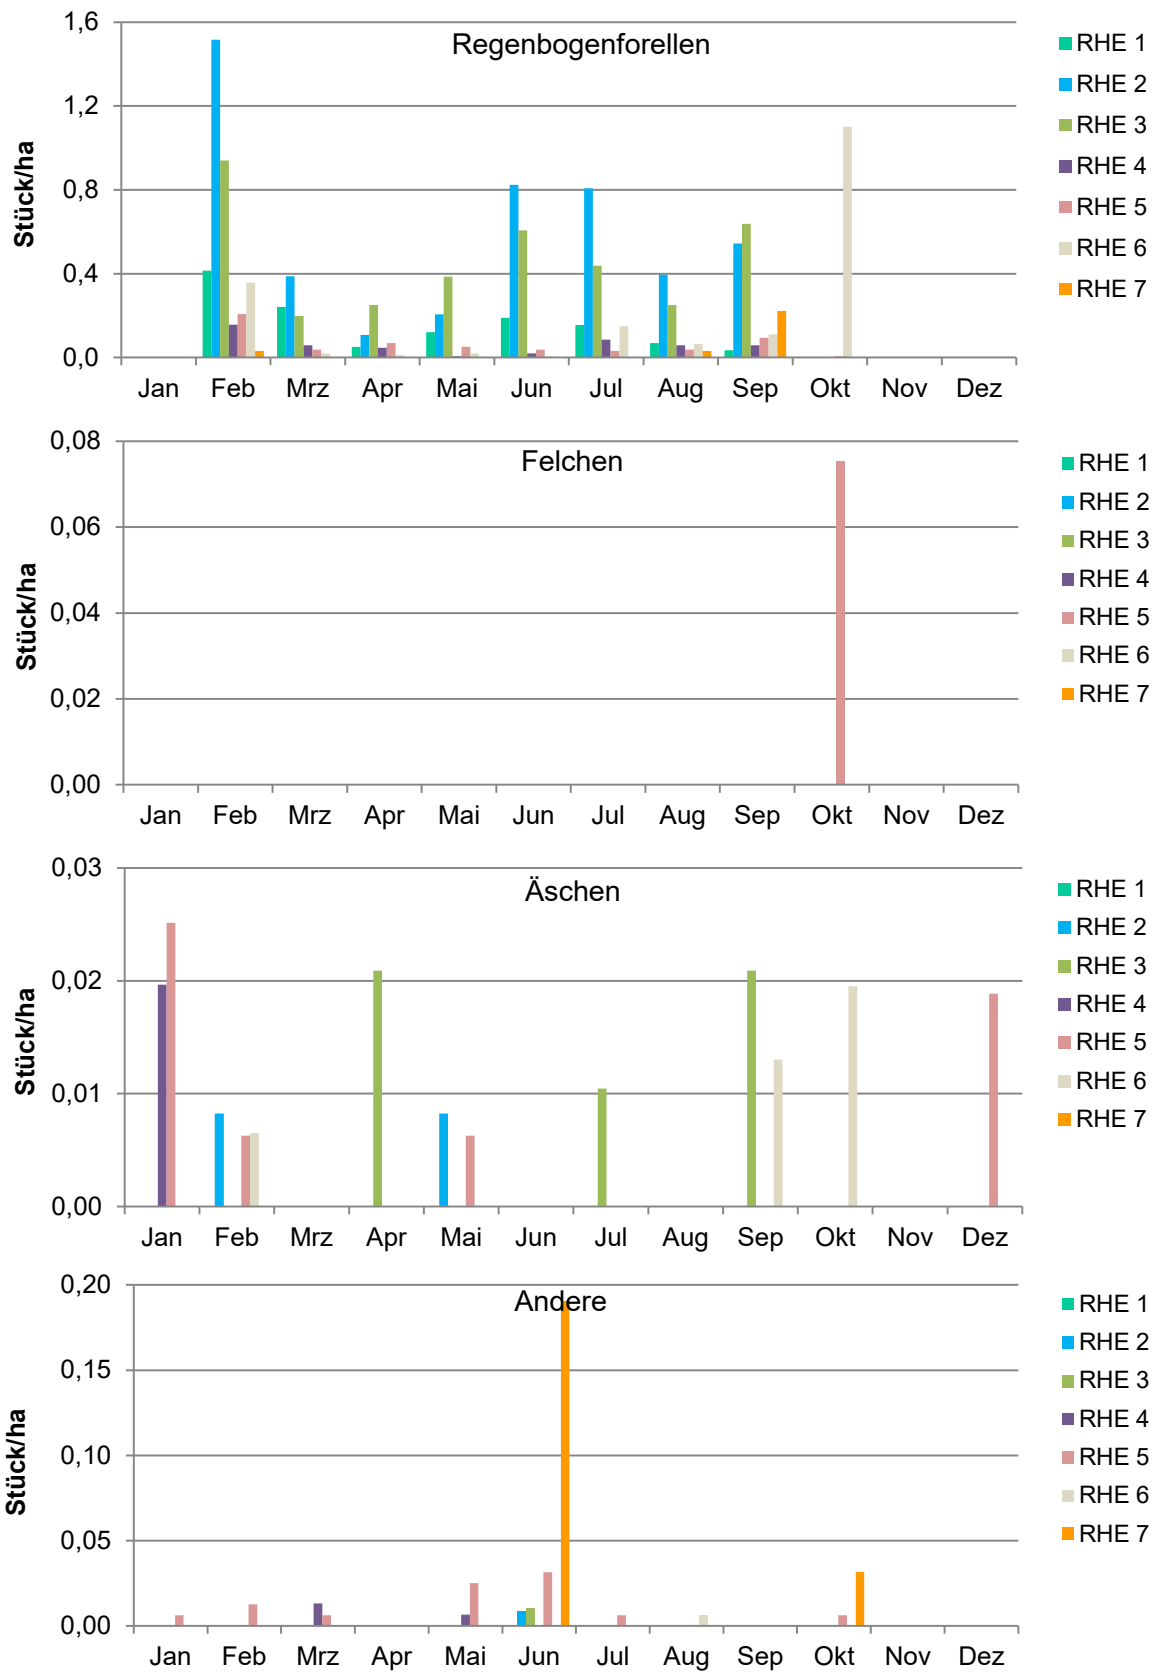 Regenbogenforellen
Stück/ha
1,6
1,2
0,8
0,4
0,0
Jan Feb Mrz Apr Mai Jun Jul Aug Sep Okt Nov Dez
RHE 1
RHE 2
RHE 3
RHE 4
RHE 5
RHE 6
RHE 7
Felchen
Stück/ha
0,08
0,06
0,04
0,02
0,00
Jan Feb Mrz Apr Mai Jun Jul Aug Sep Okt Nov Dez
RHE 1
RHE 2
RHE 3
RHE 4
RHE 5
RHE 6
RHE 7
Äschen
Stück/ha
0,03
0,02
0,01
0,00
Jan Feb Mrz Apr Mai Jun Jul Aug Sep Okt Nov Dez
RHE 1
RHE 2
RHE 3
RHE 4
RHE 5
RHE 6
RHE 7
Andere
Stück/ha
0,20
0,15
0,10
0,05
0,00
Jan Feb Mrz Apr Mai Jun Jul Aug Sep Okt Nov Dez
RHE 1
RHE 2
RHE 3
RHE 4
RHE 5
RHE 6
RHE 7